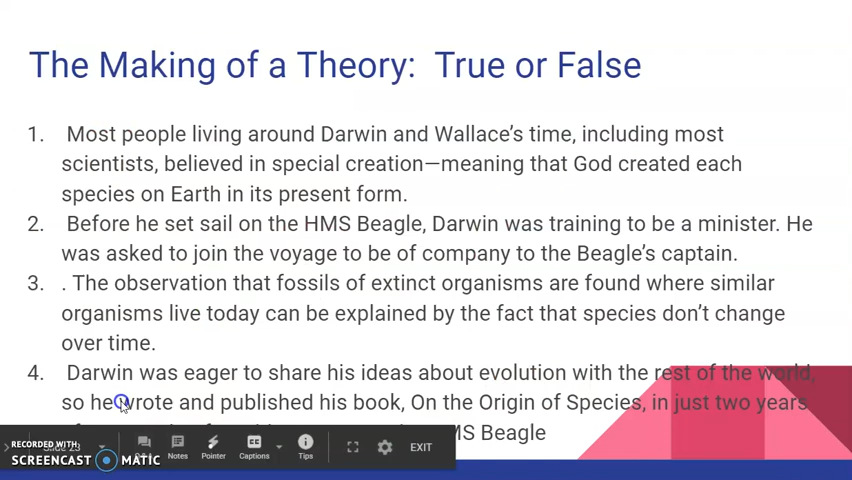 The Making of a Theory:  True or False
1. Most people living around Darwin and Wallace's time, including most
scientists, believed in special creation—meaning that God created each
species on Earth in its present form.
2. Before he set sail on the HMS Beagle, Darwin was training to be a minister. He
was asked to join the voyage to be of company to the Beagle's captain.
3. . The observation that fossils of extinct organisms are found where similar
organisms live today can be explained by the fact that species don't change
over time.
4. Darwin was eager to share his ideas about evolution with the rest of the world,
so he wrote and published his book, On the Origin of Species, in just two years
Beagle
Slide 23
Notes
Pointer
Captions
Tips
EXIT
RECORDED WITH
SCREENCAST MATIC